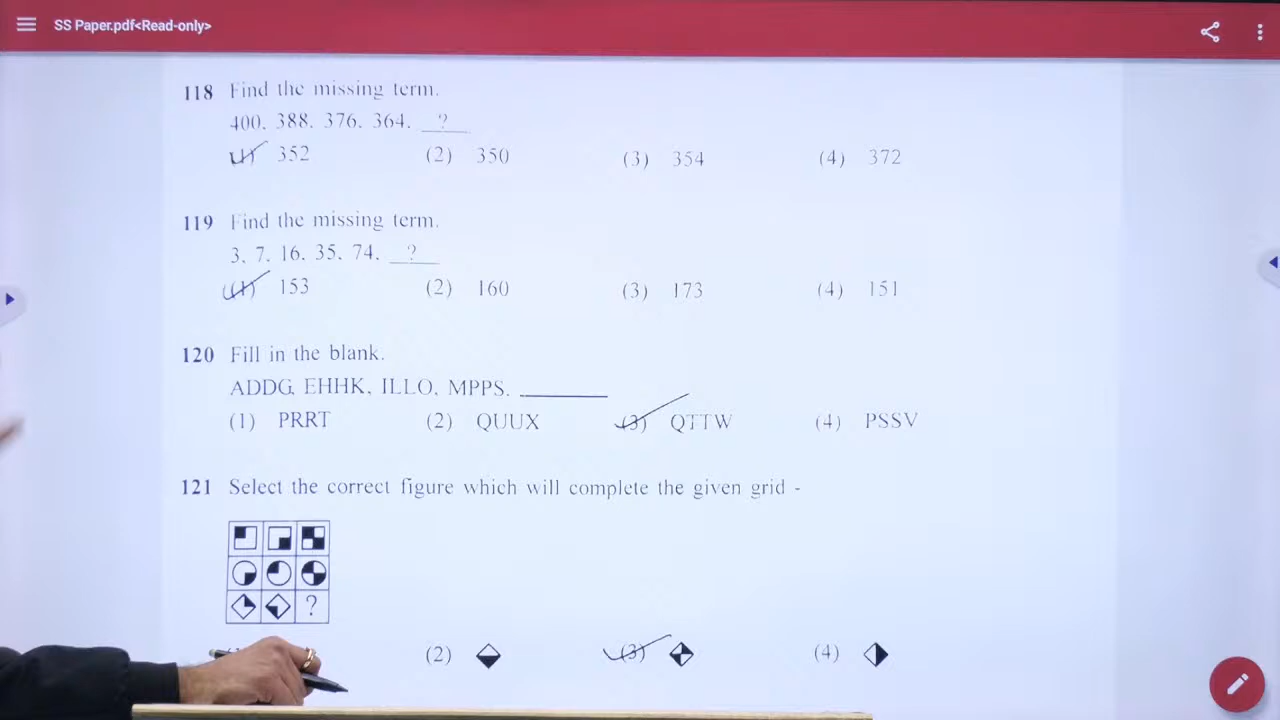 SS Paper.pdf<Read-only>
118 Find the missing term.
400, 388, 376, 364, ?
(1) 352 (2) 350 (3) 354 (4) 372
119 Find the missing term.
3, 7, 16, 35, 74, ?
(1) 153 (2) 160 (3) 173 (4) 151
120 Fill in the blank.
ADDG, EHHK, ILLO, MPPS,
(1) PRRT (2) QUUX (3) QTTW (4) PSSV
121 Select the correct figure which will complete the given grid -
?
(2) (3) (4)